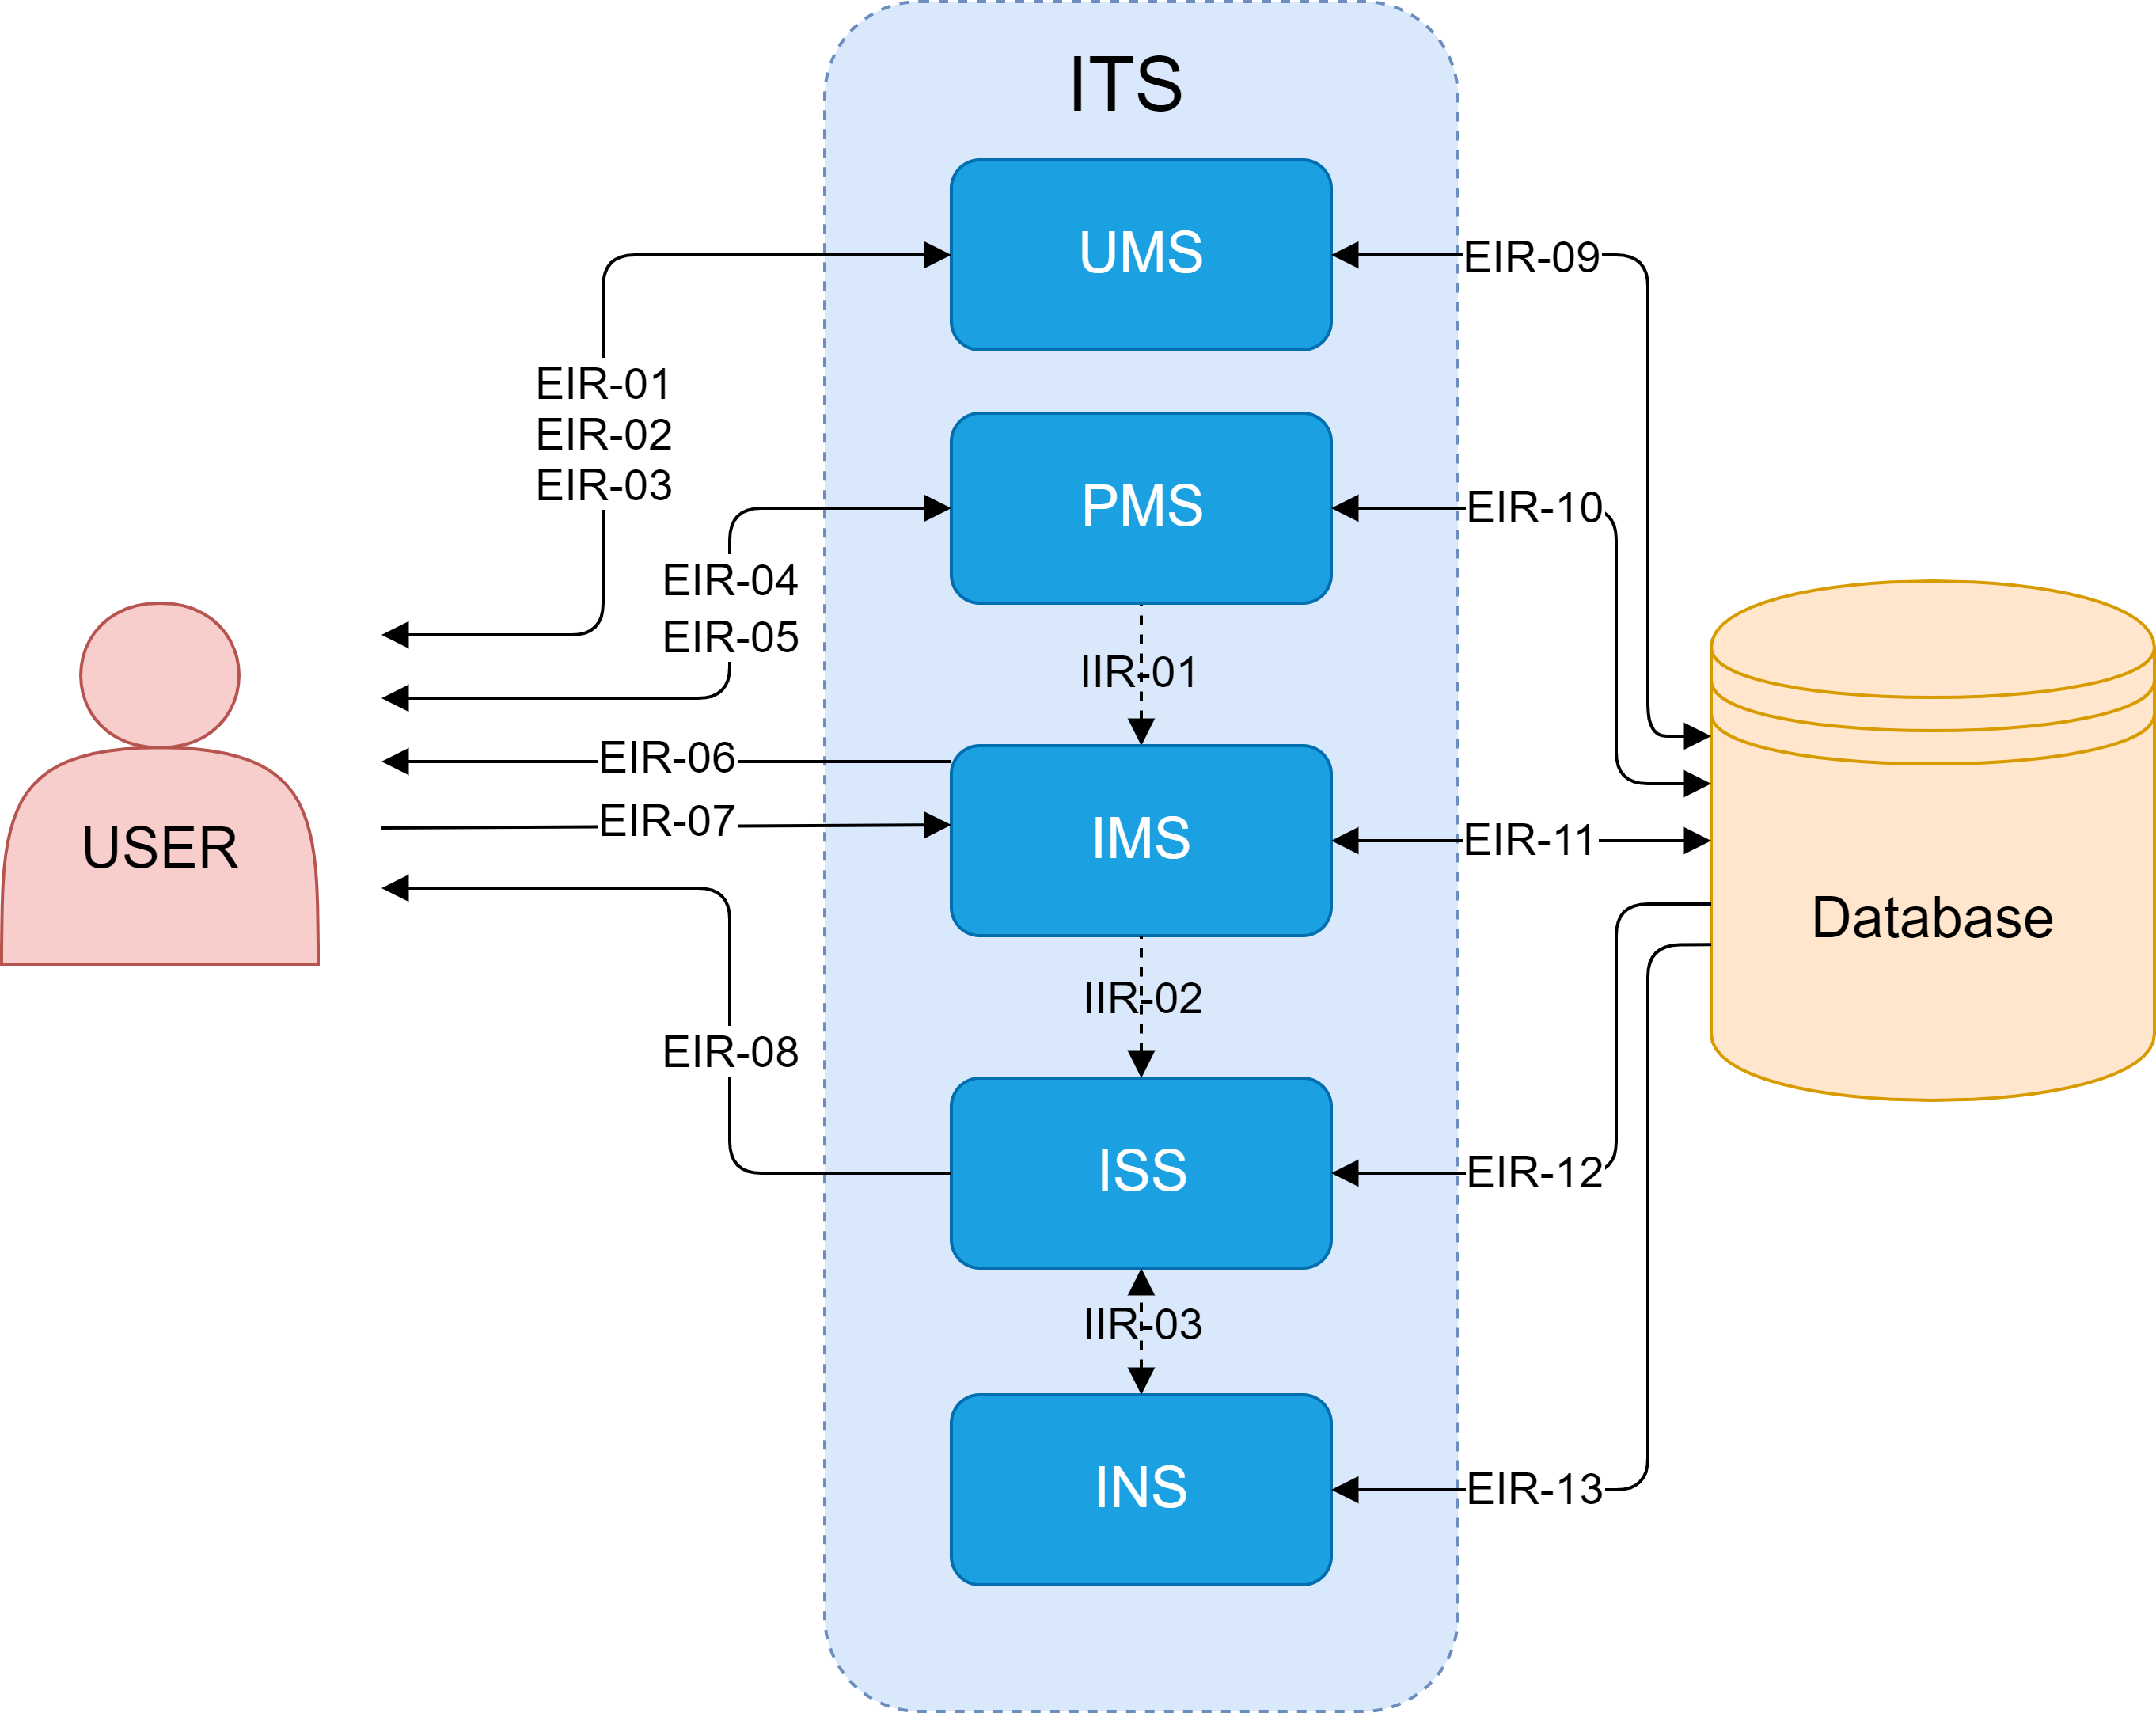 ITS
UMS
EIR-09
EIR-01
EIR-02
EIR-03
PMS
EIR-10
EIR-04
EIR-05
IIR-01
EIR-06
EIR-07
USER
IMS
EIR-11
Database
IIR-02
EIR-08
ISS
EIR-12
IIR-03
INS
EIR-13